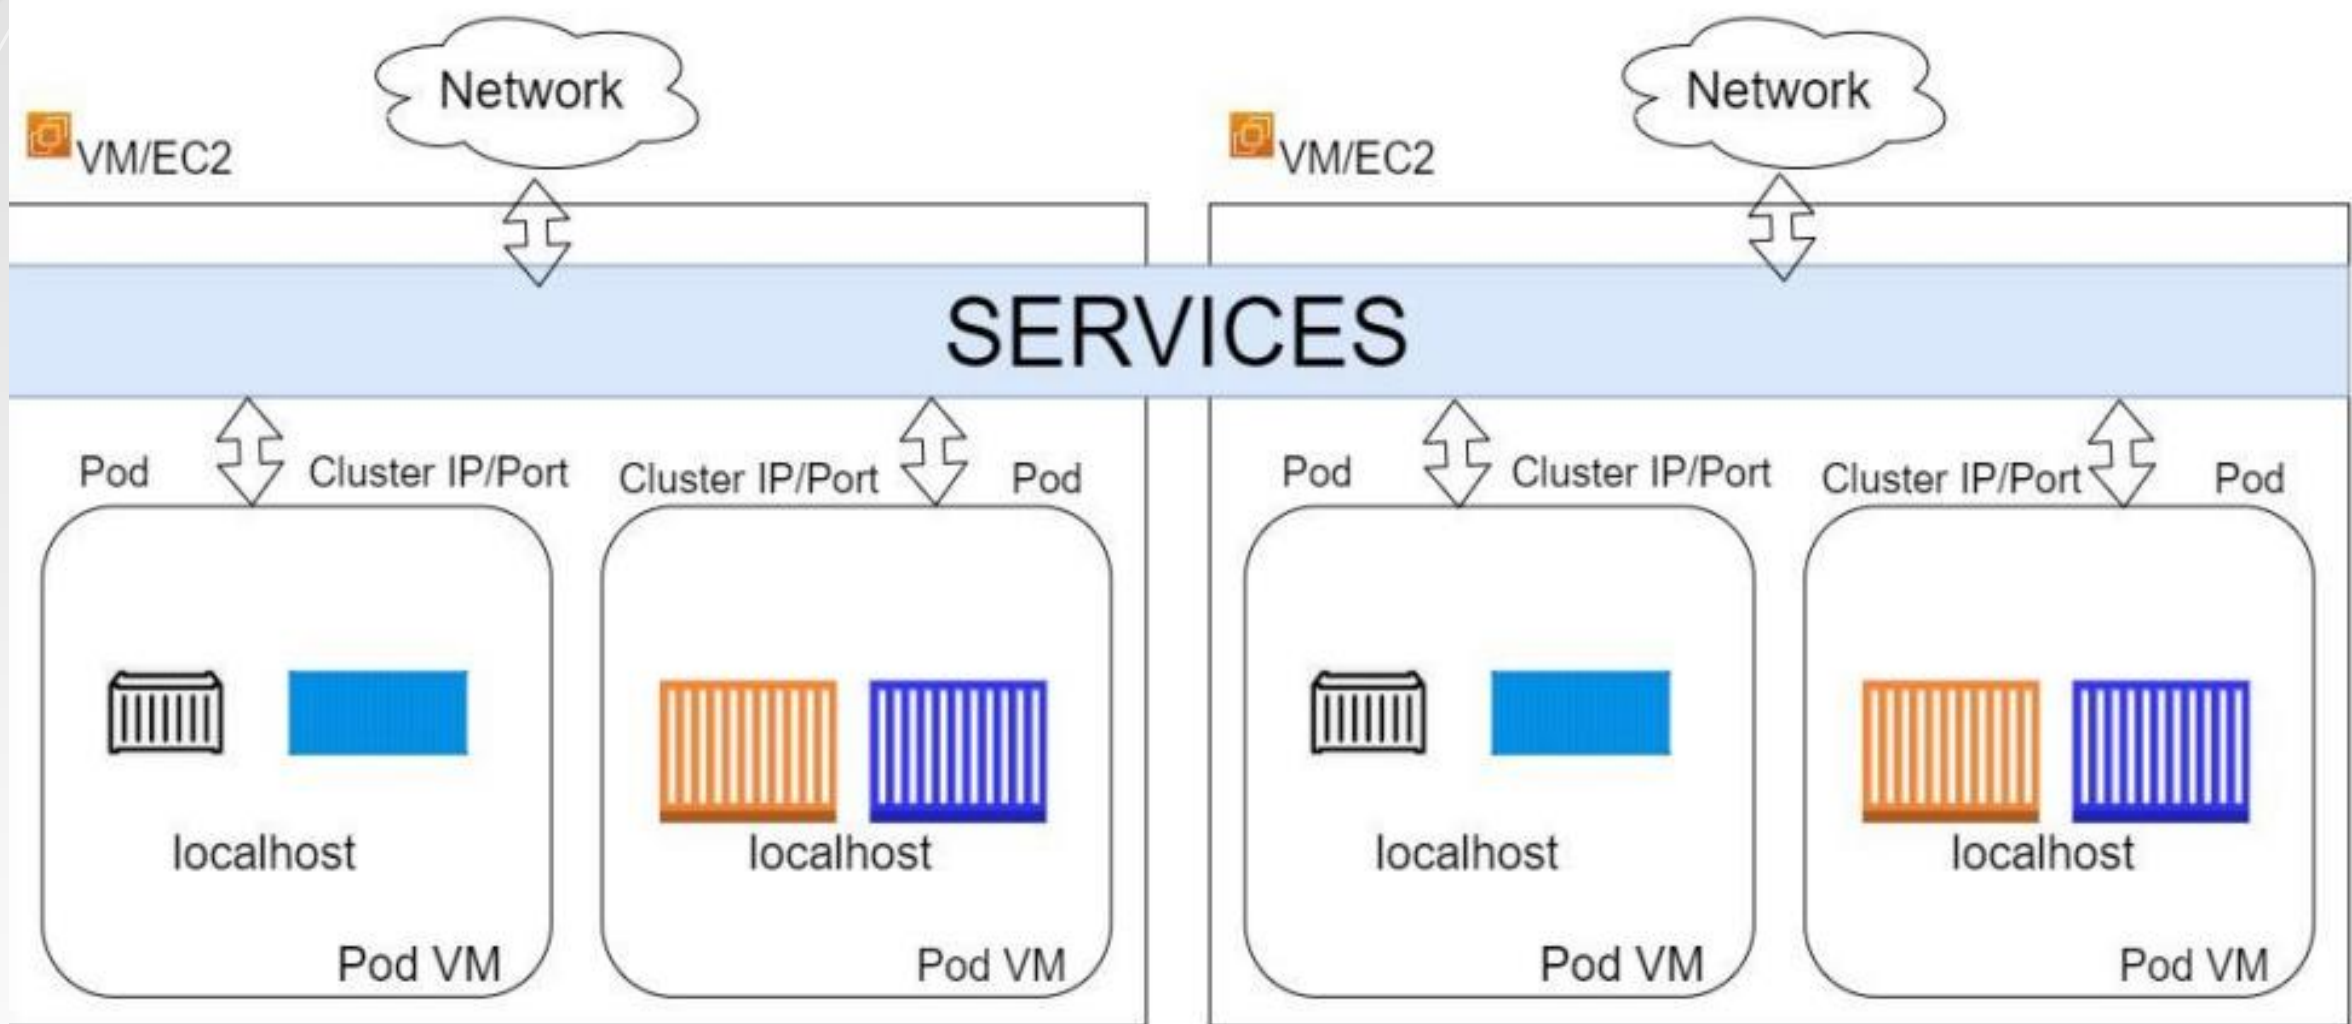 Network
Network
VM/EC2
VM/EC2
SERVICES
Pod
Cluster IP/Port
Cluster IP/Port
Pod
Pod
Cluster IP/Port
Cluster IP/Port
Pod
localhost
localhost
localhost
localhost
Pod VM
Pod VM
Pod VM
Pod VM